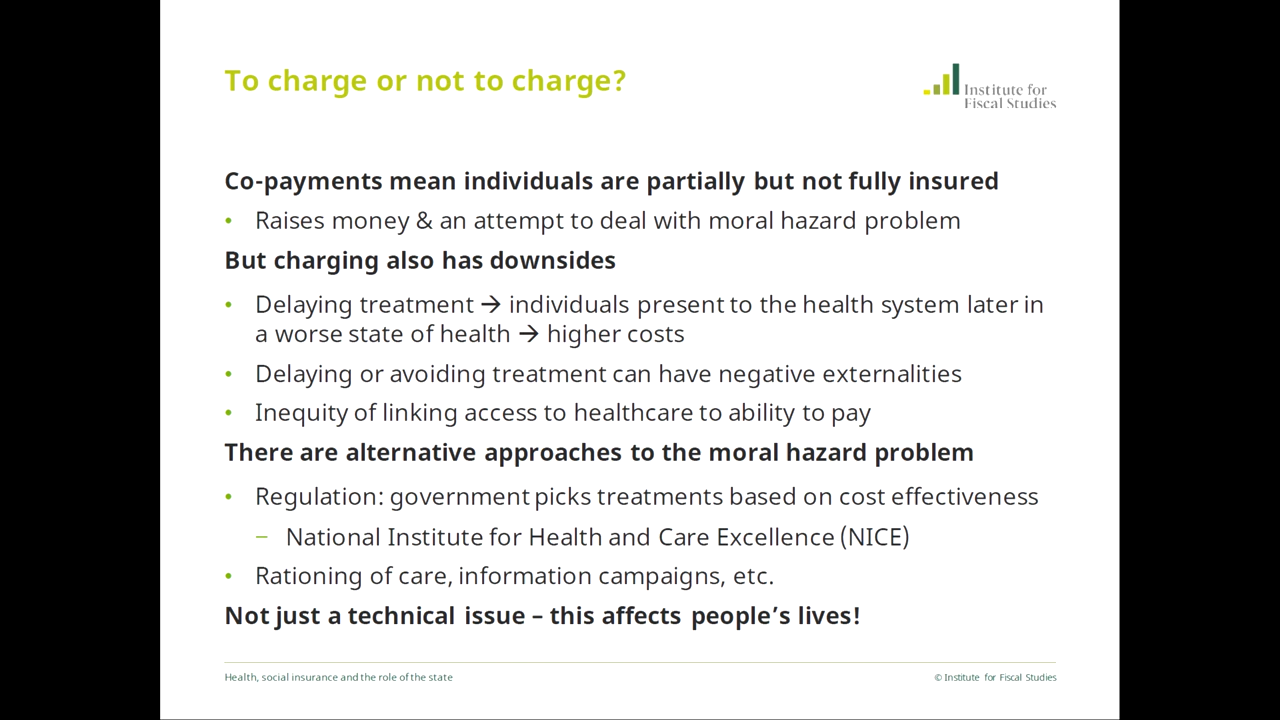 To charge or not to charge?
Institute for
Fiscal Studies
Co-payments mean individuals are partially but not fully insured
• Raises money & an attempt to deal with moral hazard problem
But charging also has downsides
• Delaying treatment → individuals present to the health system later in
a worse state of health → higher costs
• Delaying or avoiding treatment can have negative externalities
• Inequity of linking access to healthcare to ability to pay
There are alternative approaches to the moral hazard problem
• Regulation: government picks treatments based on cost effectiveness
– National Institute for Health and Care Excellence (NICE)
• Rationing of care, information campaigns, etc.
Not just a technical issue – this affects people’s lives!
Health, social insurance and the role of the state
© Institute for Fiscal Studies